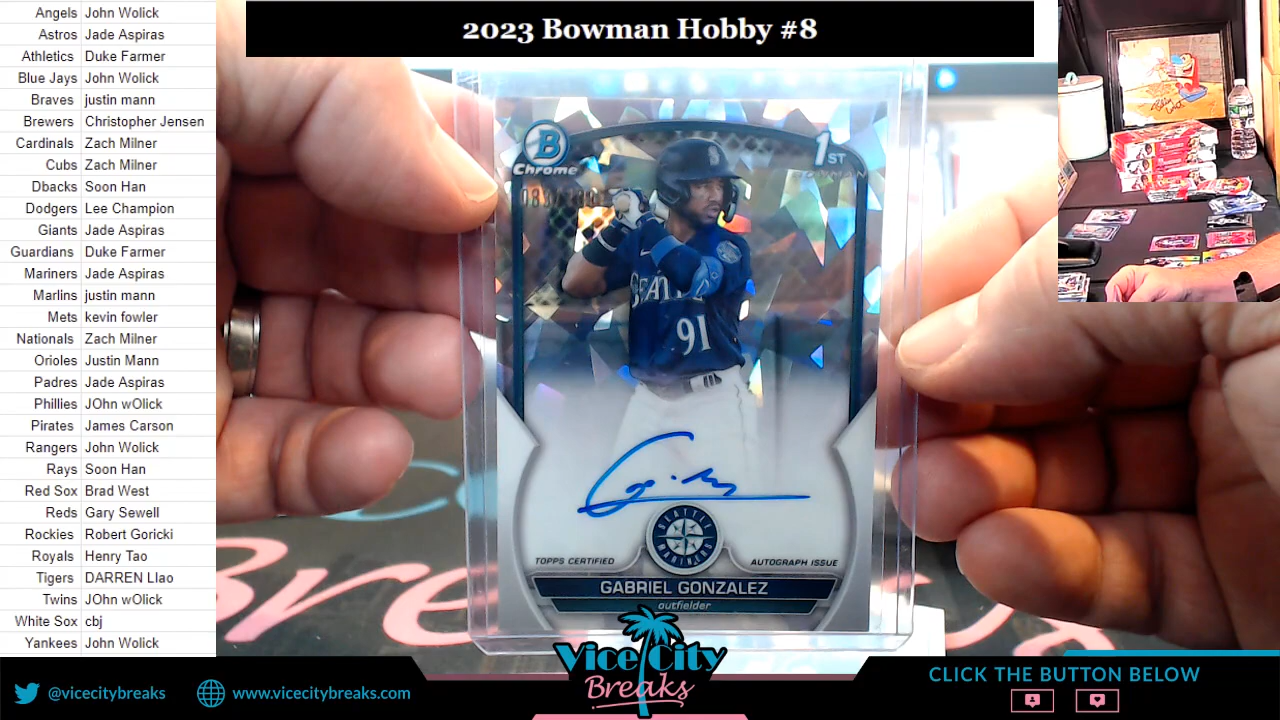 2023 Bowman Hobby #8
Angels John Wolick
Astros Jade Aspiras
Athletics Duke Farmer
Blue Jays John Wolick
Braves justin mann
Brewers Christopher Jensen
Cardinals Zach Milner
Cubs Zach Milner
Dbacks Soon Han
Dodgers Lee Champion
Giants Jade Aspiras
Guardians Duke Farmer
Mariners Jade Aspiras
Marlins justin mann
Mets kevin fowler
Nationals Zach Milner
Orioles Justin Mann
Padres Jade Aspiras
Phillies JOhn wOlick
Pirates James Carson
Rangers John Wolick
Rays Soon Han
Red Sox Brad West
Reds Gary Sewell
Rockies Robert Goricki
Royals Henry Tao
Tigers DARREN LIao
Twins JOhn wOlick
White Sox cbj
Yankees John Wolick
B
Chrome
1ST
BOWMAN
SEATTLE
91
SEATTLE
MARINERS
TOPPS CERTIFIED
AUTOGRAPH ISSUE
GABRIEL GONZALEZ
outfielder
Vice City
Breaks
@vicecitybreaks
www.vicecitybreaks.com
CLICK THE BUTTON BELOW